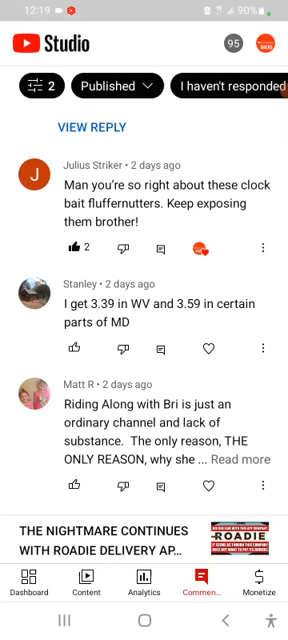 12:19
90%
Studio
95
2
Published
I haven't responded
VIEW REPLY
J
Julius Striker • 2 days ago
Man you're so right about these clock
bait fluffernutters. Keep exposing
them brother!
2
Stanley • 2 days ago
I get 3.39 in WV and 3.59 in certain
parts of MD
Matt R • 2 days ago
Riding Along with Bri is just an
ordinary channel and lack of
substance. The only reason, THE
ONLY REASON, why she ... Read more
THE NIGHTMARE CONTINUES
WITH ROADIE DELIVERY AP...
ROADIE
Dashboard
Content
Analytics
Commen...
Monetize